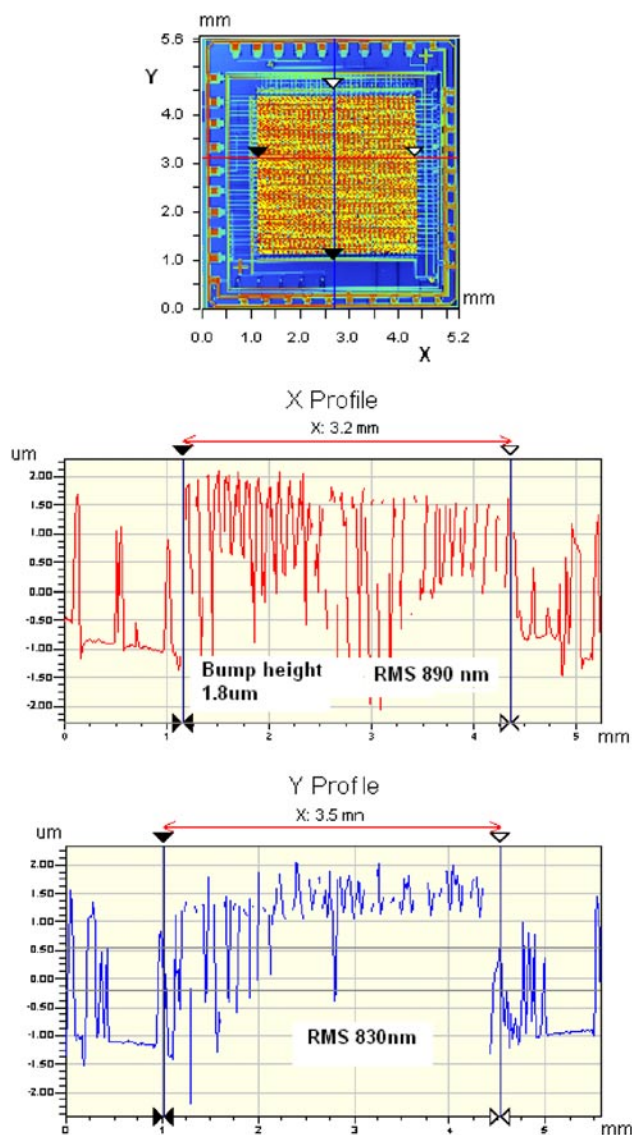 mm
5.6
Y
4.0
3.0
2.0
1.0
0.0
mm
0.0 1.0 2.0 3.0 4.0 5.2
X
X Profile
X: 3.2 mm
um
2.00
1.50
1.00
0.50
0.00
-0.50
-1.00
-1.50
-2.00
Bump height RMS 890 nm
1.8um
0 1 2 3 4 5 mm
Y Profile
X: 3.5 mm
um
2.00
1.50
1.00
0.50
0.00
-0.50
-1.00
-1.50
-2.00
RMS 830nm
0 1 2 3 4 5 mm